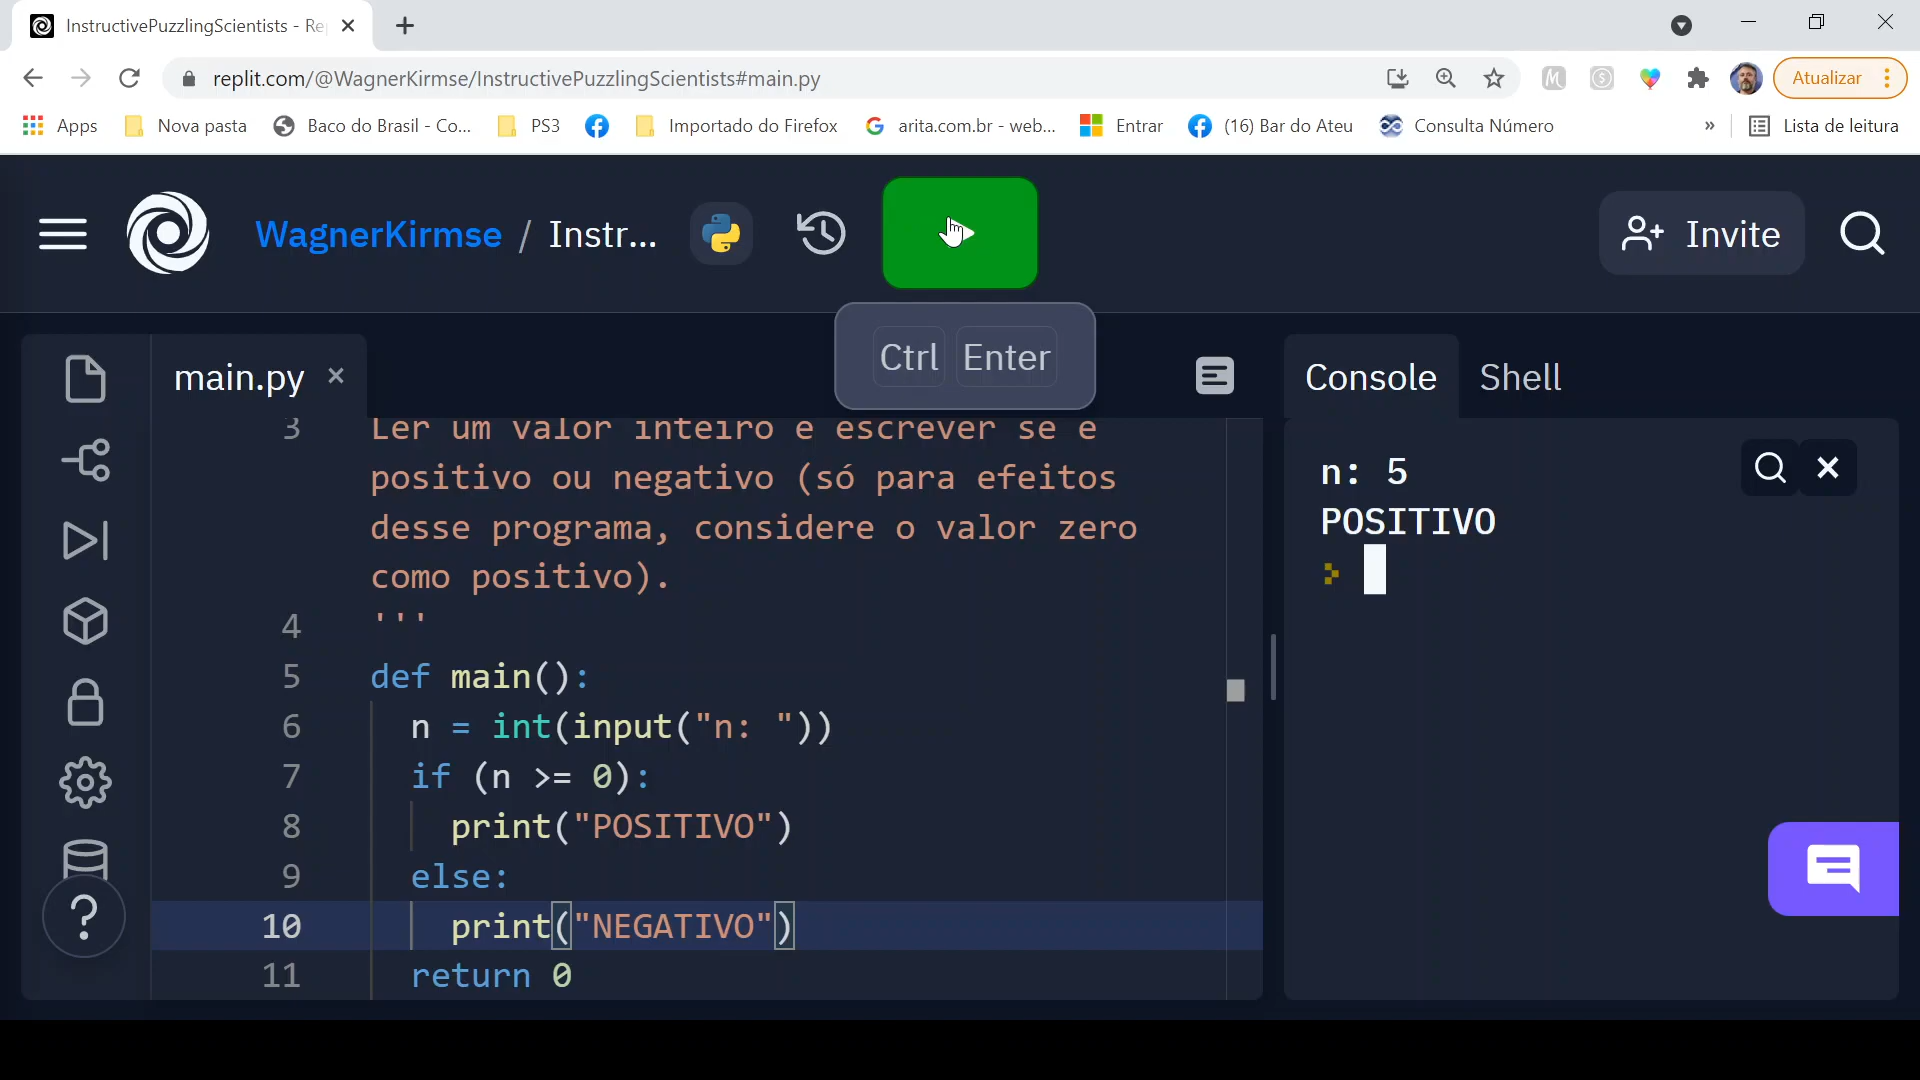 InstructivePuzzlingScientists - Re
replit.com/@WagnerKirmse/InstructivePuzzlingScientists#main.py
Atualizar
Apps
Nova pasta
Baco do Brasil - Co...
PS3
Importado do Firefox
arita.com.br - web...
Entrar
(16) Bar do Ateu
Consulta Número
»
Lista de leitura
WagnerKirmse / Instr...
Invite
Ctrl Enter
main.py
Console
Shell
3 Ler um valor inteiro e escrever se é
positivo ou negativo (só para efeitos
desse programa, considere o valor zero
como positivo).
4 '''
5 def main():
6 n = int(input("n: "))
7 if (n >= 0):
8 print("POSITIVO")
9 else:
10 print("NEGATIVO")
11 return 0
n: 5
POSITIVO
>